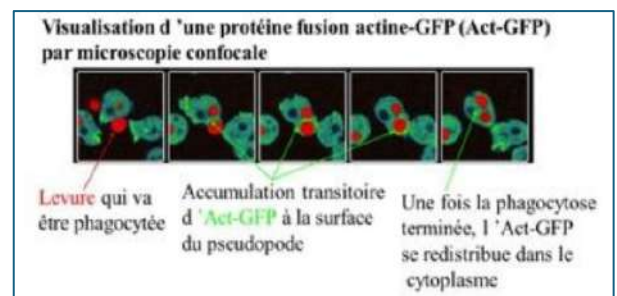 Visualisation d 'une protéine fusion actine-GFP (Act-GFP)
par microscopie confocale
Levure qui va
être phagocytée
Accumulation transitoire
d 'Act-GFP à la surface
du pseudopode
Une fois la phagocytose
terminée, l 'Act-GFP
se redistribue dans le
cytoplasme